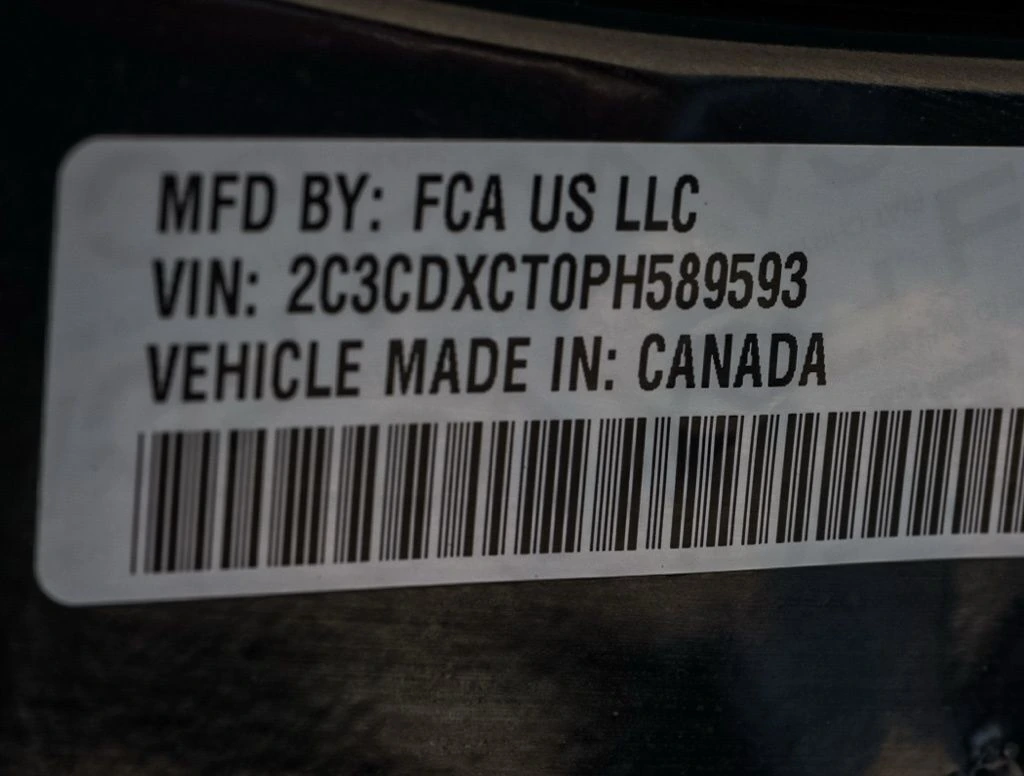 MFD BY: FCA US LLC
VIN: 2C3CDXCT0PH589593
VEHICLE MADE IN: CANADA